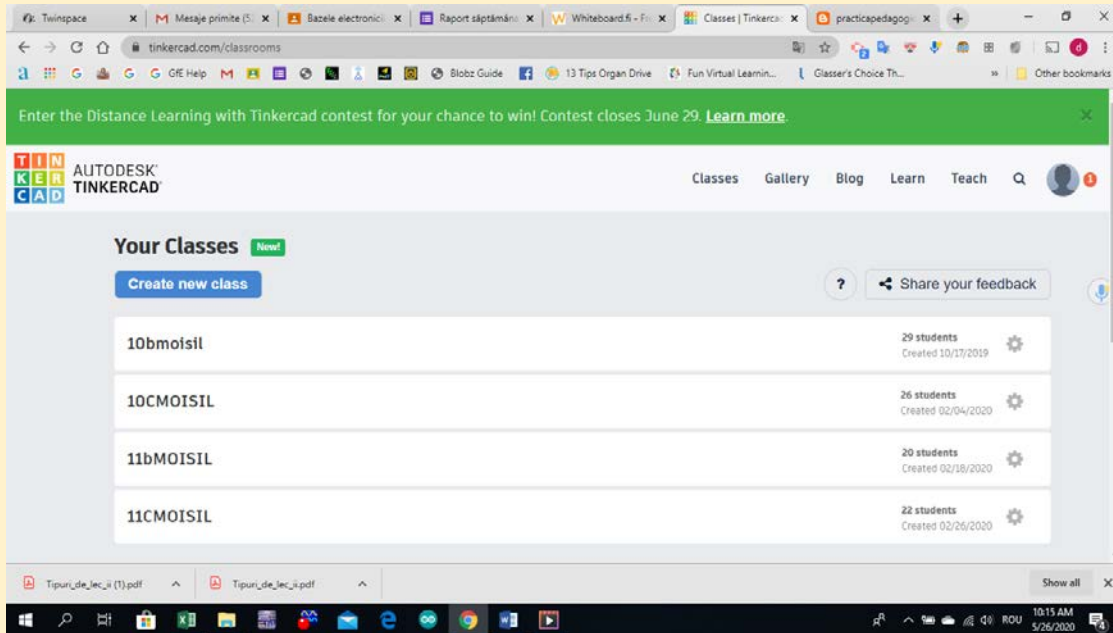 Twinspace
Mesaje primite (5
Bazele electronici
Raport săptămân
Whiteboard.fi - Fr
Classes | Tinkerca
practicapedagogi
tinkercad.com/classrooms
GfE Help
Blobz Guide
13 Tips Organ Drive
Fun Virtual Learnin...
Glasser's Choice Th...
»
Other bookmarks
Enter the Distance Learning with Tinkercad contest for your chance to win! Contest closes June 29. Learn more.
TIN
KER
CAD
AUTODESK
TINKERCAD
Classes Gallery Blog Learn Teach
1
Your Classes New!
Create new class
? Share your feedback
10bmoisil
29 students
Created 10/17/2019
10CMOISIL
26 students
Created 02/04/2020
11bMOISIL
20 students
Created 02/18/2020
11CMOISIL
22 students
Created 02/26/2020
Tipuri_de_lec_ii (1).pdf
Tipuri_de_lec_ii.pdf
Show all
ROU
10:15 AM
5/26/2020